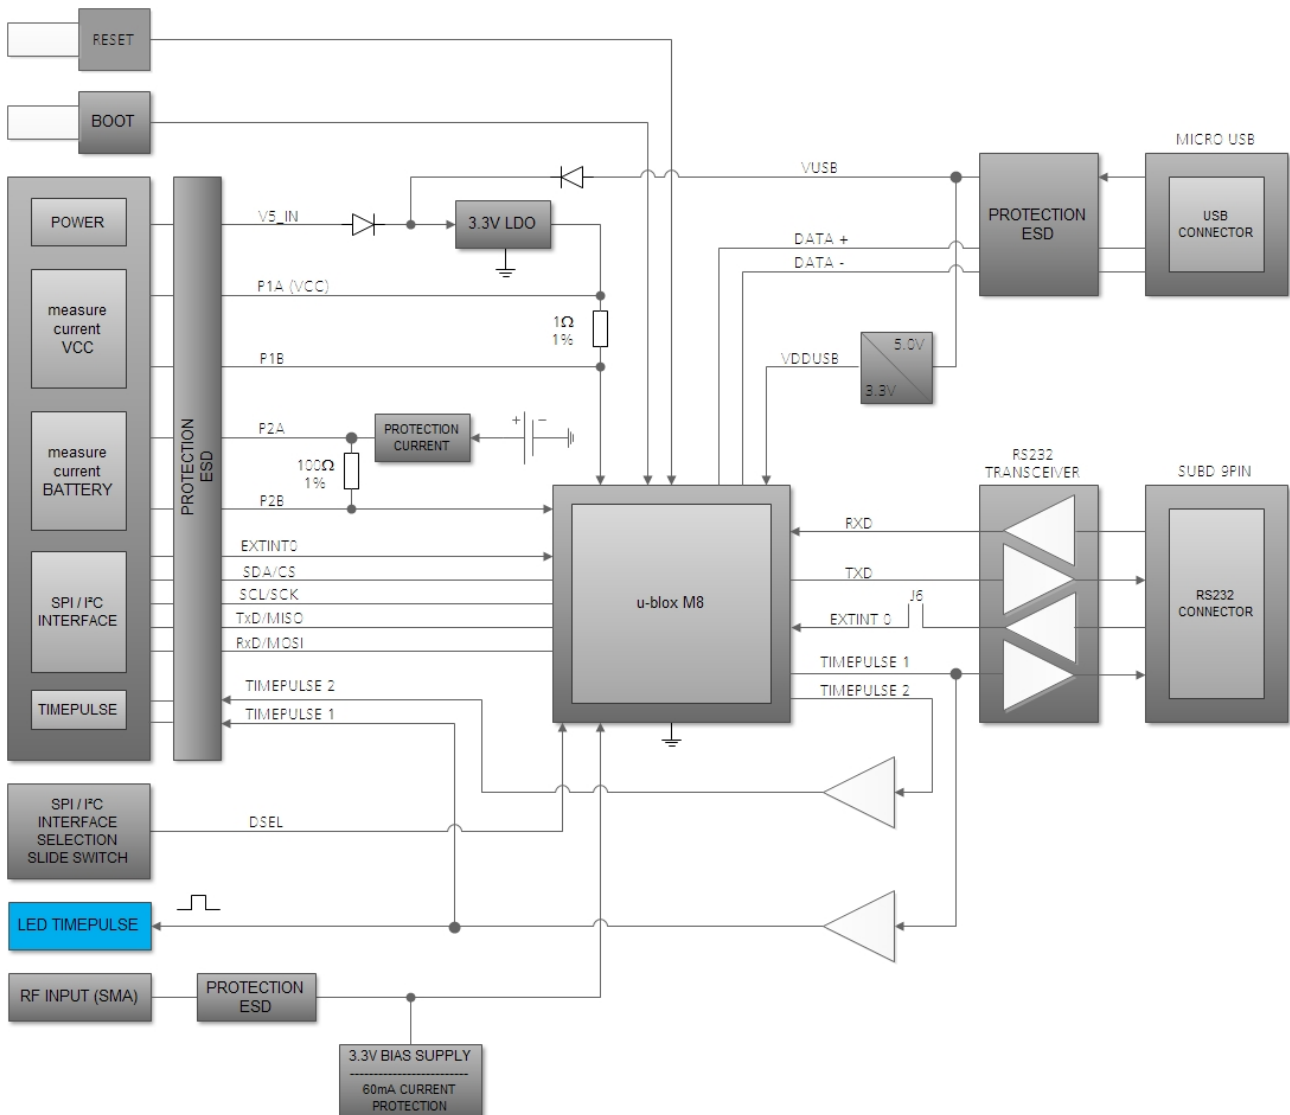 RESET
BOOT
MICRO USB
VUSB
POWER
V5_IN
3.3V LDO
PROTECTION
ESD
USB
CONNECTOR
DATA +
DATA -
P1A (VCC)
measure
current
VCC
1Ω
1%
P1B
VDDUSB
5.0V
3.3V
P2A
PROTECTION
CURRENT
+
-
measure
current
BATTERY
100Ω
1%
P2B
PROTECTION
ESD
RS232
TRANSCEIVER
SUBD 9PIN
EXTINT0
SDA/CS
SCL/SCK
TxD/MISO
RxD/MOSI
SPI / I²C
INTERFACE
u-blox M8
RXD
TXD
J6
EXTINT 0
TIMEPULSE 1
TIMEPULSE 2
RS232
CONNECTOR
TIMEPULSE 2
TIMEPULSE 1
TIMEPULSE
SPI / I²C
INTERFACE
SELECTION
SLIDE SWITCH
DSEL
LED TIMEPULSE
RF INPUT (SMA)
PROTECTION
ESD
3.3V BIAS SUPPLY
-------------------------
60mA CURRENT
PROTECTION